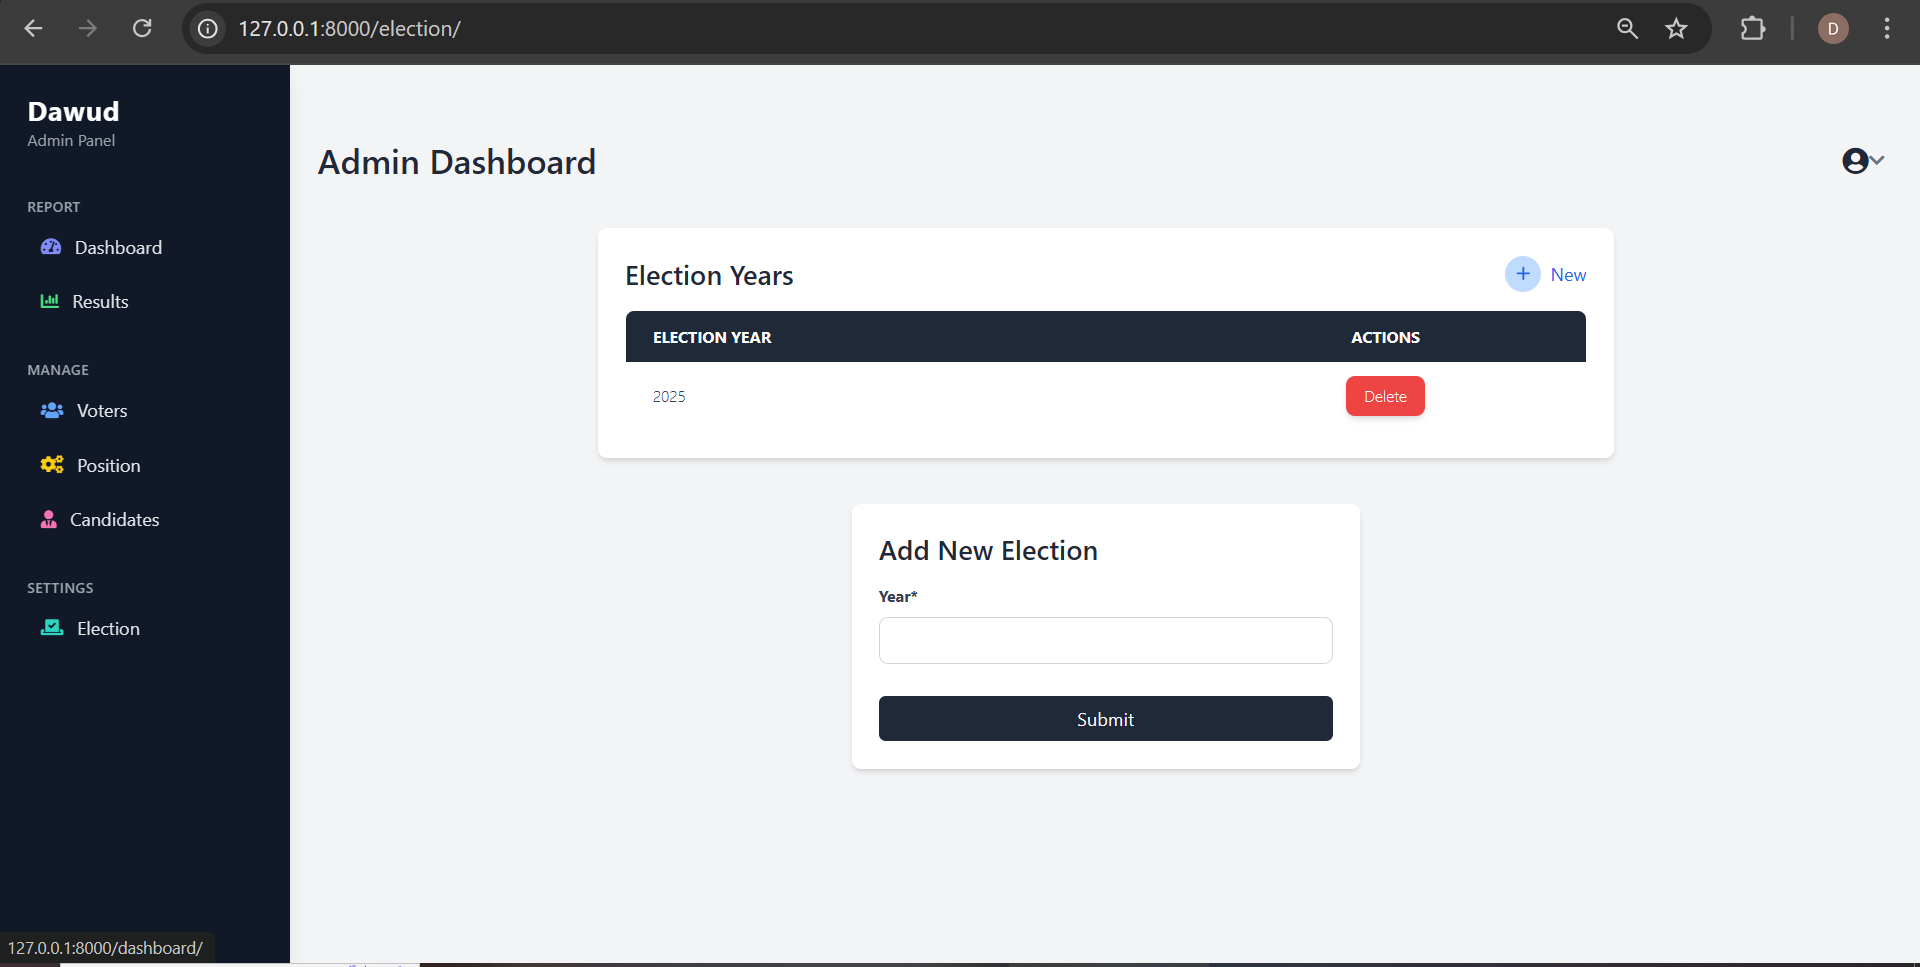 127.0.0.1:8000/election/
D
Dawud
Admin Panel
REPORT
Dashboard
Results
MANAGE
Voters
Position
Candidates
SETTINGS
Election
Admin Dashboard
Election Years
+ New
ELECTION YEAR ACTIONS
2025 Delete
Add New Election
Year*
Submit
127.0.0.1:8000/dashboard/